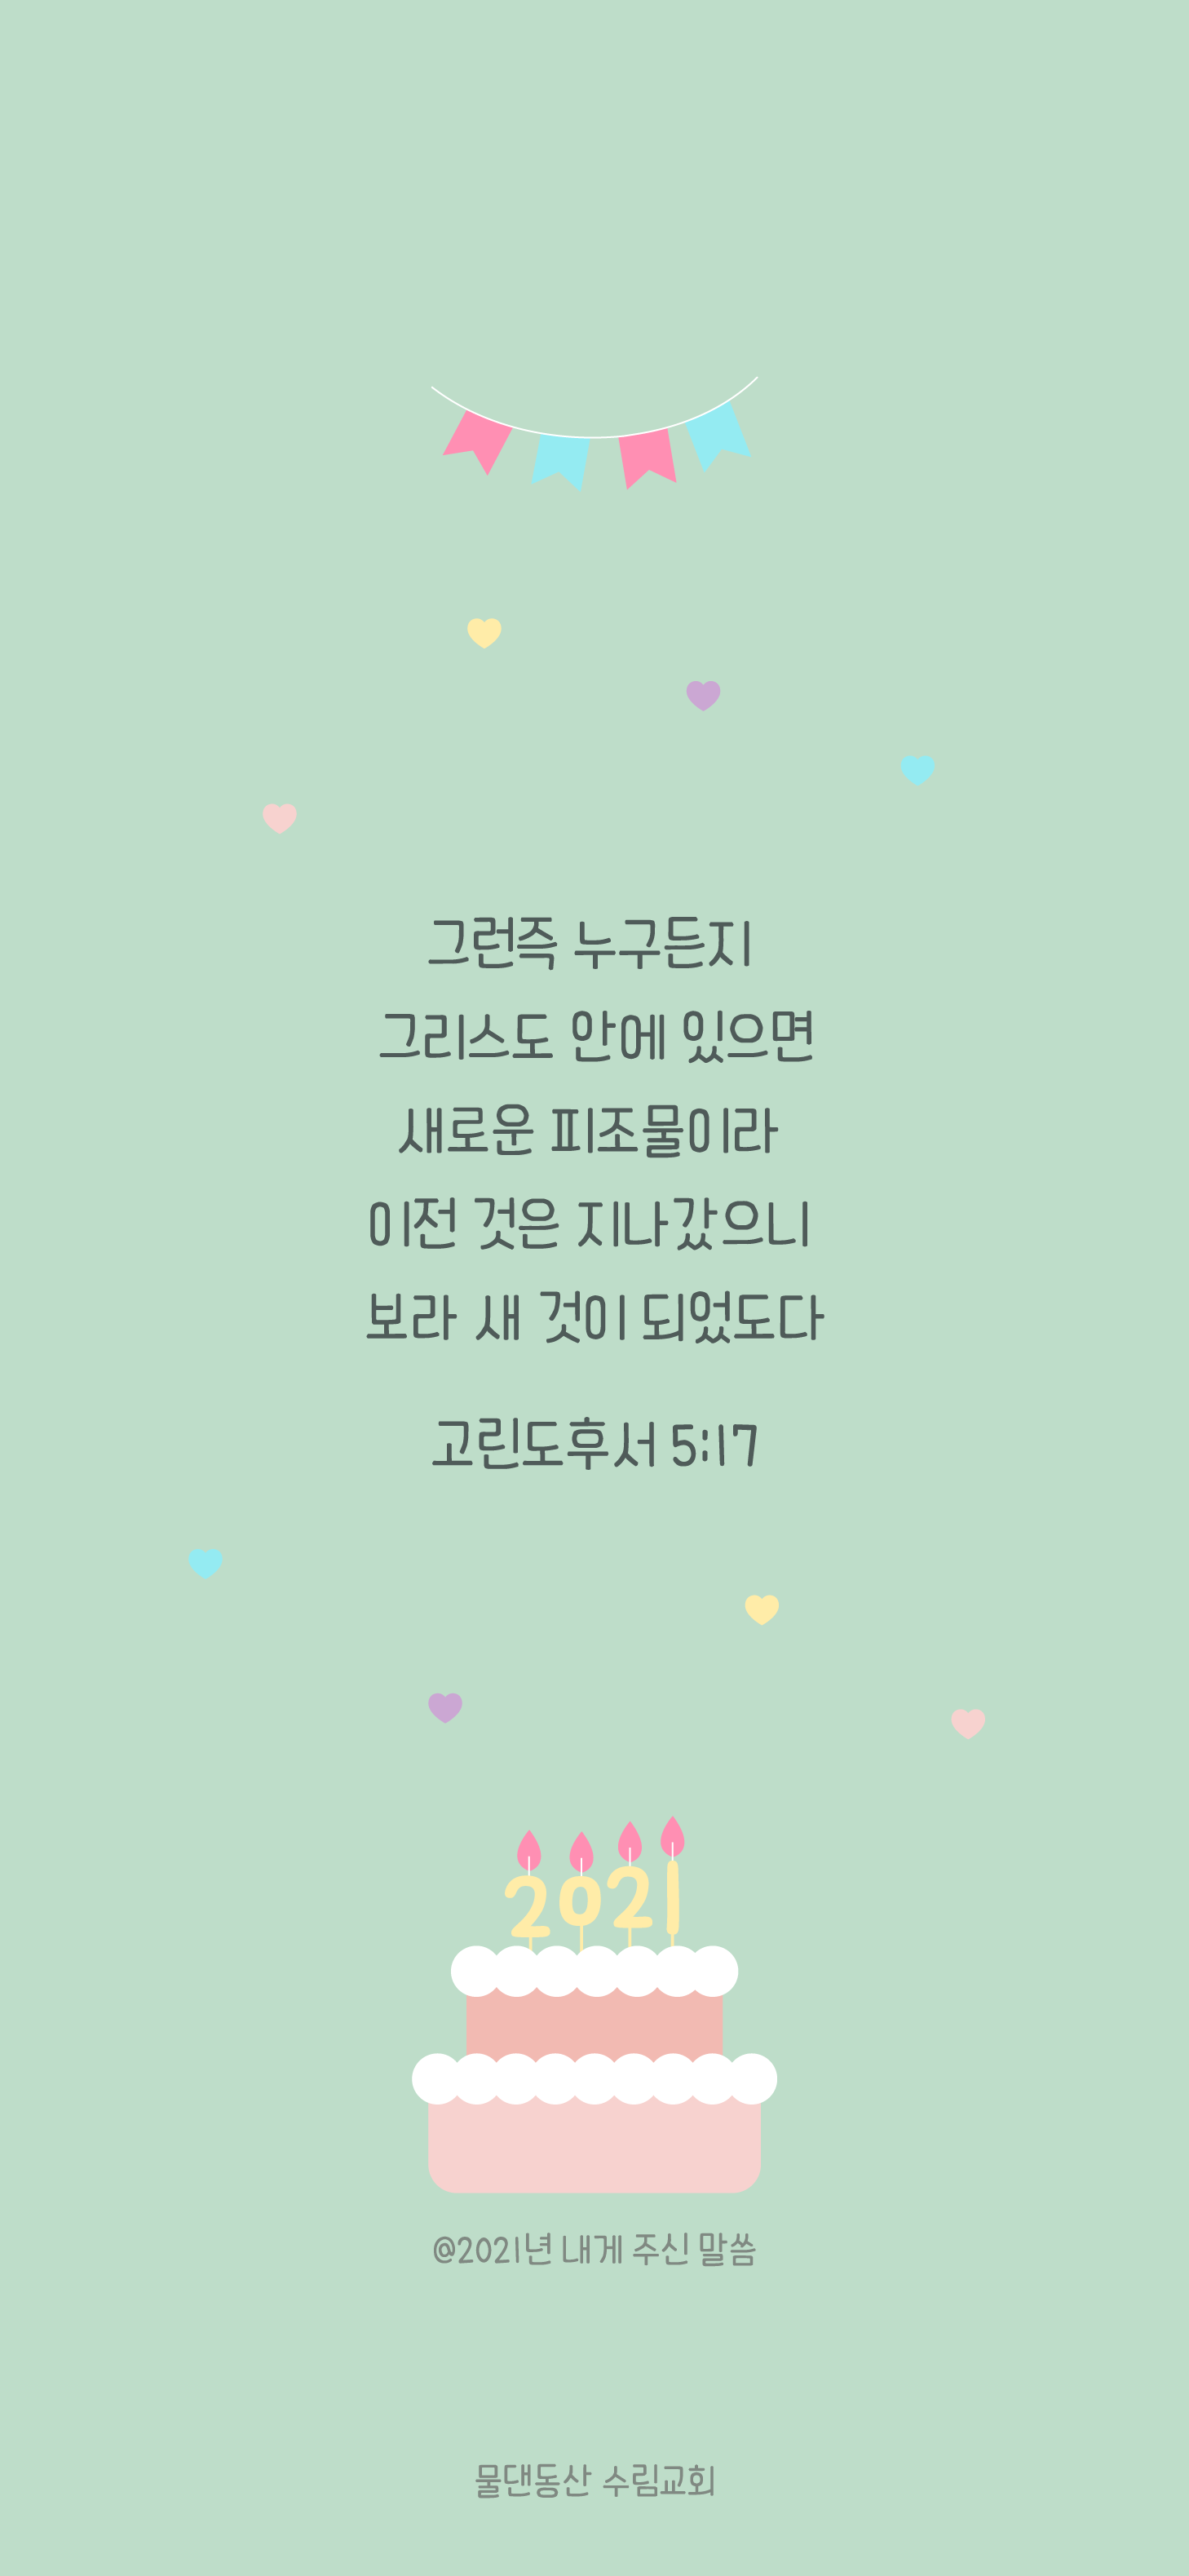 그런즉 누구든지
그리스도 안에 있으면
새로운 피조물이라
이전 것은 지나갔으니
보라 새 것이 되었도다
고린도후서 5:17
2021
@2021년 내게 주신 말씀
물댄동산 수림교회